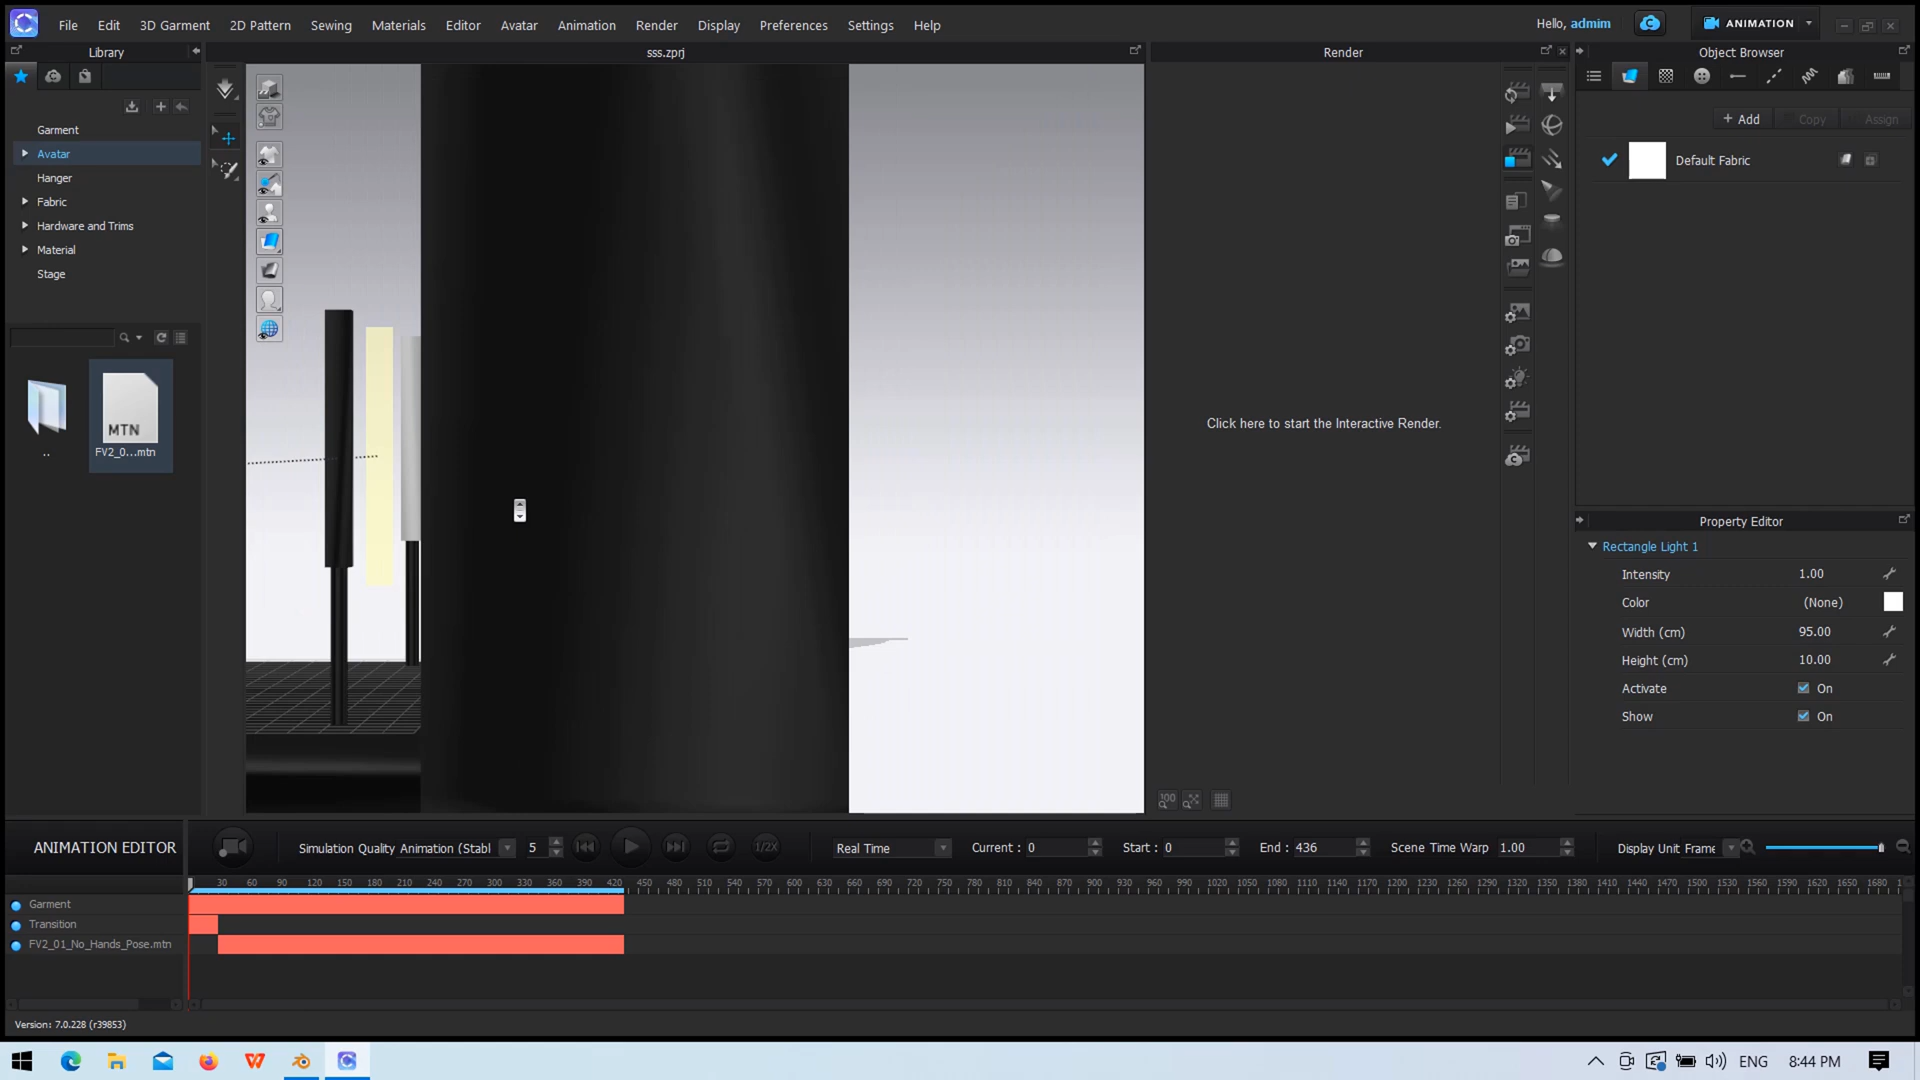 File Edit 3D Garment 2D Pattern Sewing Materials Editor Avatar Animation Render Display Preferences Settings Help
Hello, admim
ANIMATION
Library
sss.zprj
Render
Object Browser
Garment
Avatar
Hanger
Fabric
Hardware and Trims
Material
Stage
+ Add
Copy
Assign
Default Fabric
MTN
..
FV2_0...mtn
Click here to start the Interactive Render.
Property Editor
Rectangle Light 1
Intensity 1.00
Color (None)
Width (cm) 95.00
Height (cm) 10.00
Activate On
Show On
100
ANIMATION EDITOR
Simulation Quality Animation (Stabl 5
1/2X
Real Time
Current : 0
Start : 0
End : 436
Scene Time Warp 1.00
Display Unit Frame
30 60 90 120 150 180 210 240 270 300 330 360 390 420 450 480 510 540 570 600 630 660 690 720 750 780 810 840 870 900 930 960 990 1020 1050 1080 1110 1140 1170 1200 1230 1260 1290 1320 1350 1380 1410 1440 1470 1500 1530 1560 1590 1620 1650 1680
Garment
Transition
FV2_01_No_Hands_Pose.mtn
Version: 7.0.228 (r39853)
ENG
8:44 PM